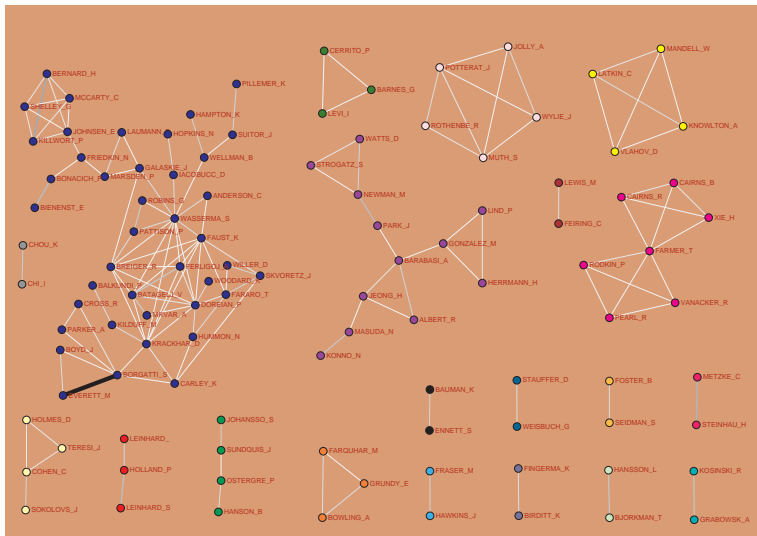 BERNARD_H
MCCARTY_C
SHELLEY_G
JOHNSEN_E
KILLWORT_P
FRIEDKIN_N
LAUMANN
HOPKINS_N
HAMPTON_K
PILLEMER_K
SUITOR_J
WELLMAN_B
GALASKIE_J
IACOBUCC_D
MARSDEN_P
BONACICH_P
BIENENST_E
ROBINS_G
ANDERSON_C
WASSERMA_S
PATTISON_P
FAUST_K
BREIGER_R
WILLER_D
SKVORETZ_J
WOODARD_K
BALKUNDI_P
BATAGELJ_V
FARARO_T
DOREIAN_P
MRVAR_A
CROSS_R
KILDUFF_M
PARKER_A
HUMMON_N
KRACKHAR_D
BOYD_J
BORGATTI_S
CARLEY_K
EVERETT_M
CHOU_K
CHI_I
CERRITO_P
BARNES_G
LEVI_I
JOLLY_A
POTTERAT_J
WYLIE_J
ROTHENBE_R
MUTH_S
MANDELL_W
LATKIN_C
KNOWLTON_A
VLAHOV_D
WATTS_D
STROGATZ_S
NEWMAN_M
PARK_J
LIND_P
GONZALEZ_M
BARABASI_A
HERRMANN_H
JEONG_H
ALBERT_R
MASUDA_N
KONNO_N
LEWIS_M
FEIRING_C
CAIRNS_B
CAIRNS_R
XIE_H
FARMER_T
RODKIN_P
VANACKER_R
PEARL_R
HOLMES_D
TERESI_J
COHEN_C
SOKOLOVS_J
LEINHARD_
HOLLAND_P
LEINHARD_S
JOHANSSO_S
SUNDQUIS_J
OSTERGRE_P
HANSON_B
FARQUHAR_M
GRUNDY_E
BOWLING_A
BAUMAN_K
ENNETT_S
STAUFFER_D
WEISBUCH_G
FOSTER_B
SEIDMAN_S
METZKE_C
STEINHAU_H
FRASER_M
HAWKINS_J
FINGERMA_K
BIRDITT_K
HANSSON_L
BJORKMAN_T
KOSINSKI_R
GRABOWSK_A